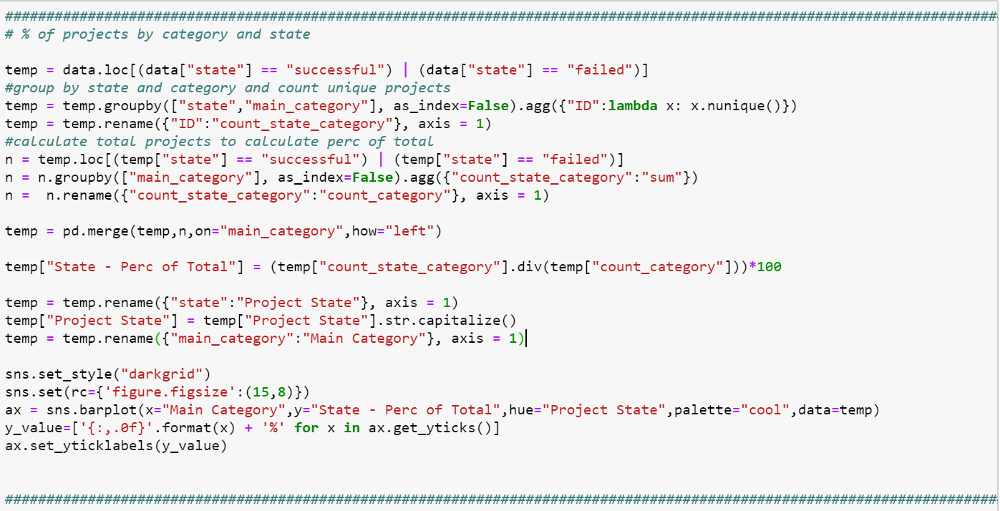 ########################################################################################################################
# % of projects by category and state
temp = data.loc[(data["state"] == "successful") | (data["state"] == "failed")]
#group by state and category and count unique projects
temp = temp.groupby(["state","main_category"], as_index=False).agg({"ID":lambda x: x.nunique()})
temp = temp.rename({"ID":"count_state_category"}, axis = 1)
#calculate total projects to calculate perc of total
n = temp.loc[(temp["state"] == "successful") | (temp["state"] == "failed")]
n = n.groupby(["main_category"], as_index=False).agg({"count_state_category":"sum"})
n =  n.rename({"count_state_category":"count_category"}, axis = 1)
temp = pd.merge(temp,n,on="main_category",how="left")
temp["State - Perc of Total"] = (temp["count_state_category"].div(temp["count_category"]))*100
temp = temp.rename({"state":"Project State"}, axis = 1)
temp["Project State"] = temp["Project State"].str.capitalize()
temp = temp.rename({"main_category":"Main Category"}, axis = 1)
sns.set_style("darkgrid")
sns.set(rc={'figure.figsize':(15,8)})
ax = sns.barplot(x="Main Category",y="State - Perc of Total",hue="Project State",palette="cool",data=temp)
y_value=['{:,.0f}'.format(x) + '%' for x in ax.get_yticks()]
ax.set_yticklabels(y_value)
########################################################################################################################